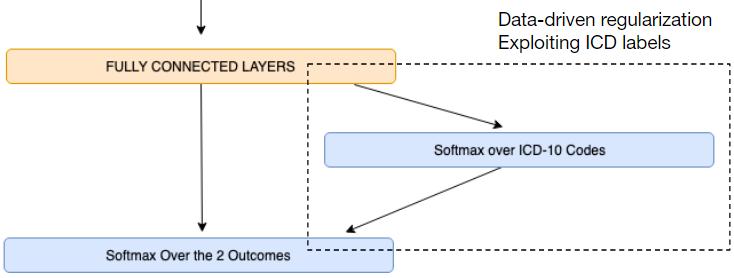 Data-driven regularization
Exploiting ICD labels
FULLY CONNECTED LAYERS
Softmax over ICD-10 Codes
Softmax Over the 2 Outcomes